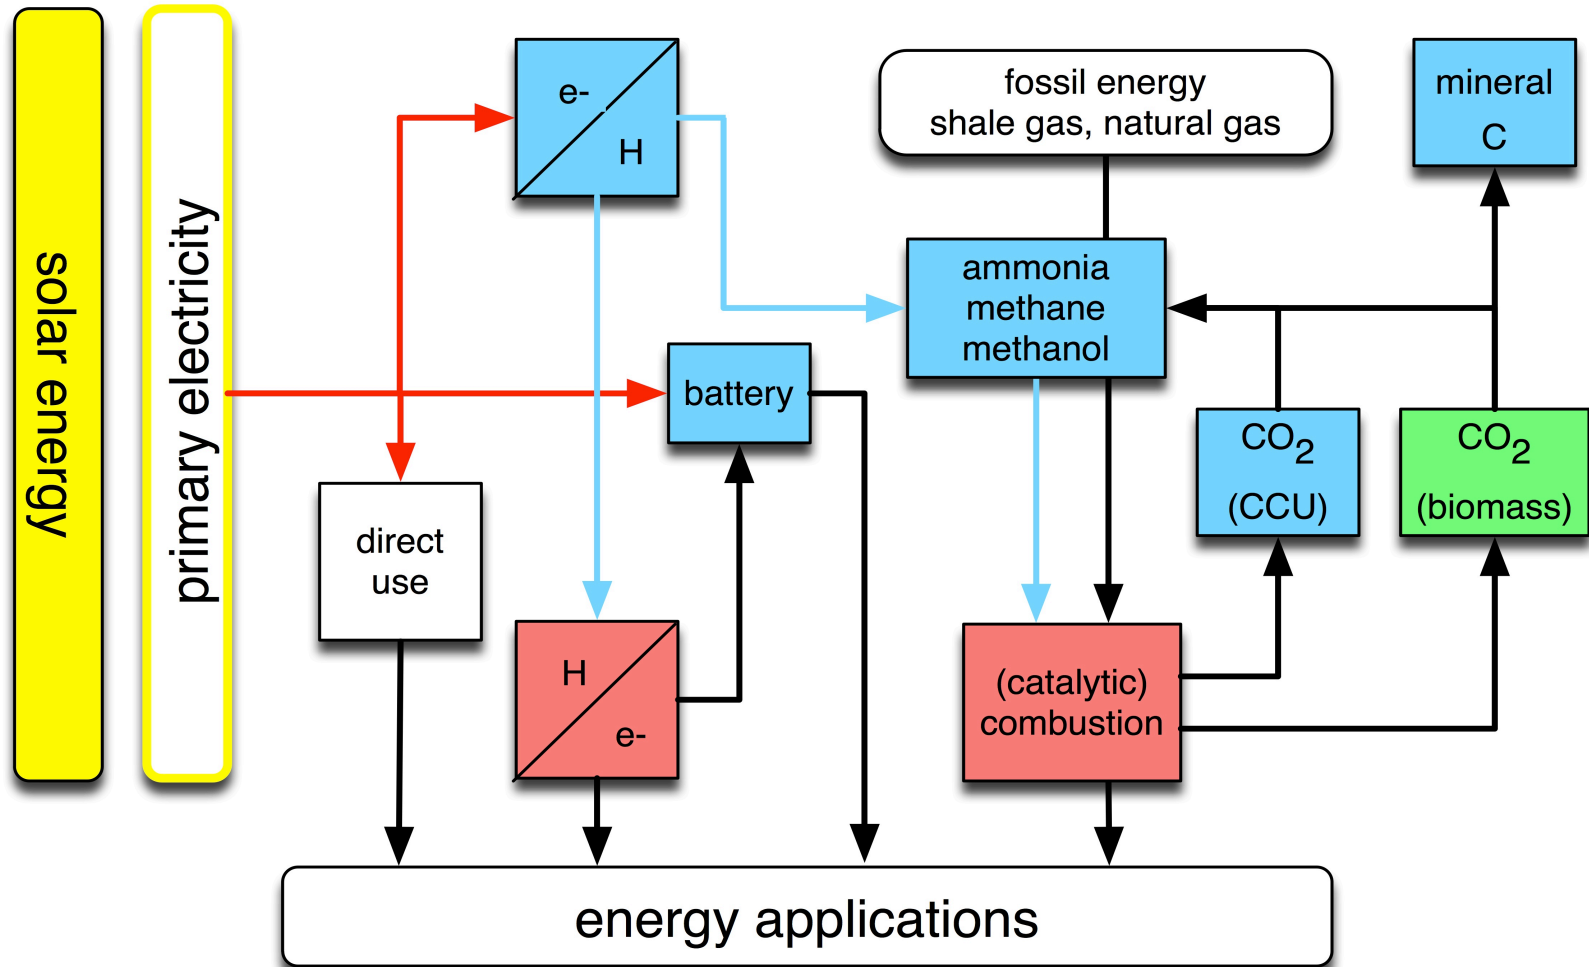 solar energy
primary electricity
e-
H
fossil energy
shale gas, natural gas
mineral
C
ammonia
methane
methanol
battery
CO2
(CCU)
CO2
(biomass)
direct
use
H
e-
(catalytic)
combustion
energy applications